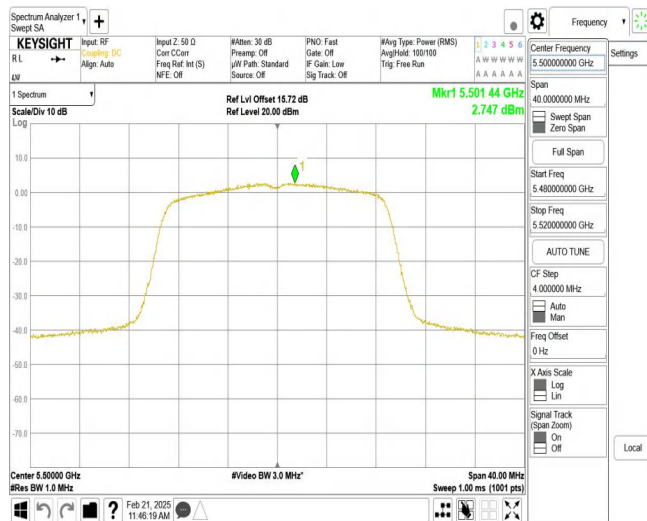 Spectrum Analyzer 1
Swept SA
+
Frequency
KEYSIGHT
RL
Input: RF
Coupling: DC
Align: Auto
Input Z: 50 Ω
Corr CCorr
Freq Ref: Int (S)
NFE: Off
#Atten: 30 dB
Preamp: Off
µW Path: Standard
Source: Off
PNO: Fast
Gate: Off
IF Gain: Low
Sig Track: Off
#Avg Type: Power (RMS)
Avg|Hold: 100/100
Trig: Free Run
1 2 3 4 5 6
A W W W W W
A A A A A A
1 Spectrum
Scale/Div 10 dB
Log
Ref Lvl Offset 15.72 dB
Ref Level 20.00 dBm
Mkr1 5.501 44 GHz
2.747 dBm
10.0
0.00
-10.0
-20.0
-30.0
-40.0
-50.0
-60.0
-70.0
1
Center 5.50000 GHz
#Res BW 1.0 MHz
#Video BW 3.0 MHz*
Span 40.00 MHz
Sweep 1.00 ms (1001 pts)
?
Feb 21, 2025
11:46:19 AM
Center Frequency
5.500000000 GHz
Span
40.0000000 MHz
Swept Span
Zero Span
Full Span
Start Freq
5.480000000 GHz
Stop Freq
5.520000000 GHz
AUTO TUNE
CF Step
4.000000 MHz
Auto
Man
Freq Offset
0 Hz
X Axis Scale
Log
Lin
Signal Track
(Span Zoom)
On
Off
Settings
Local